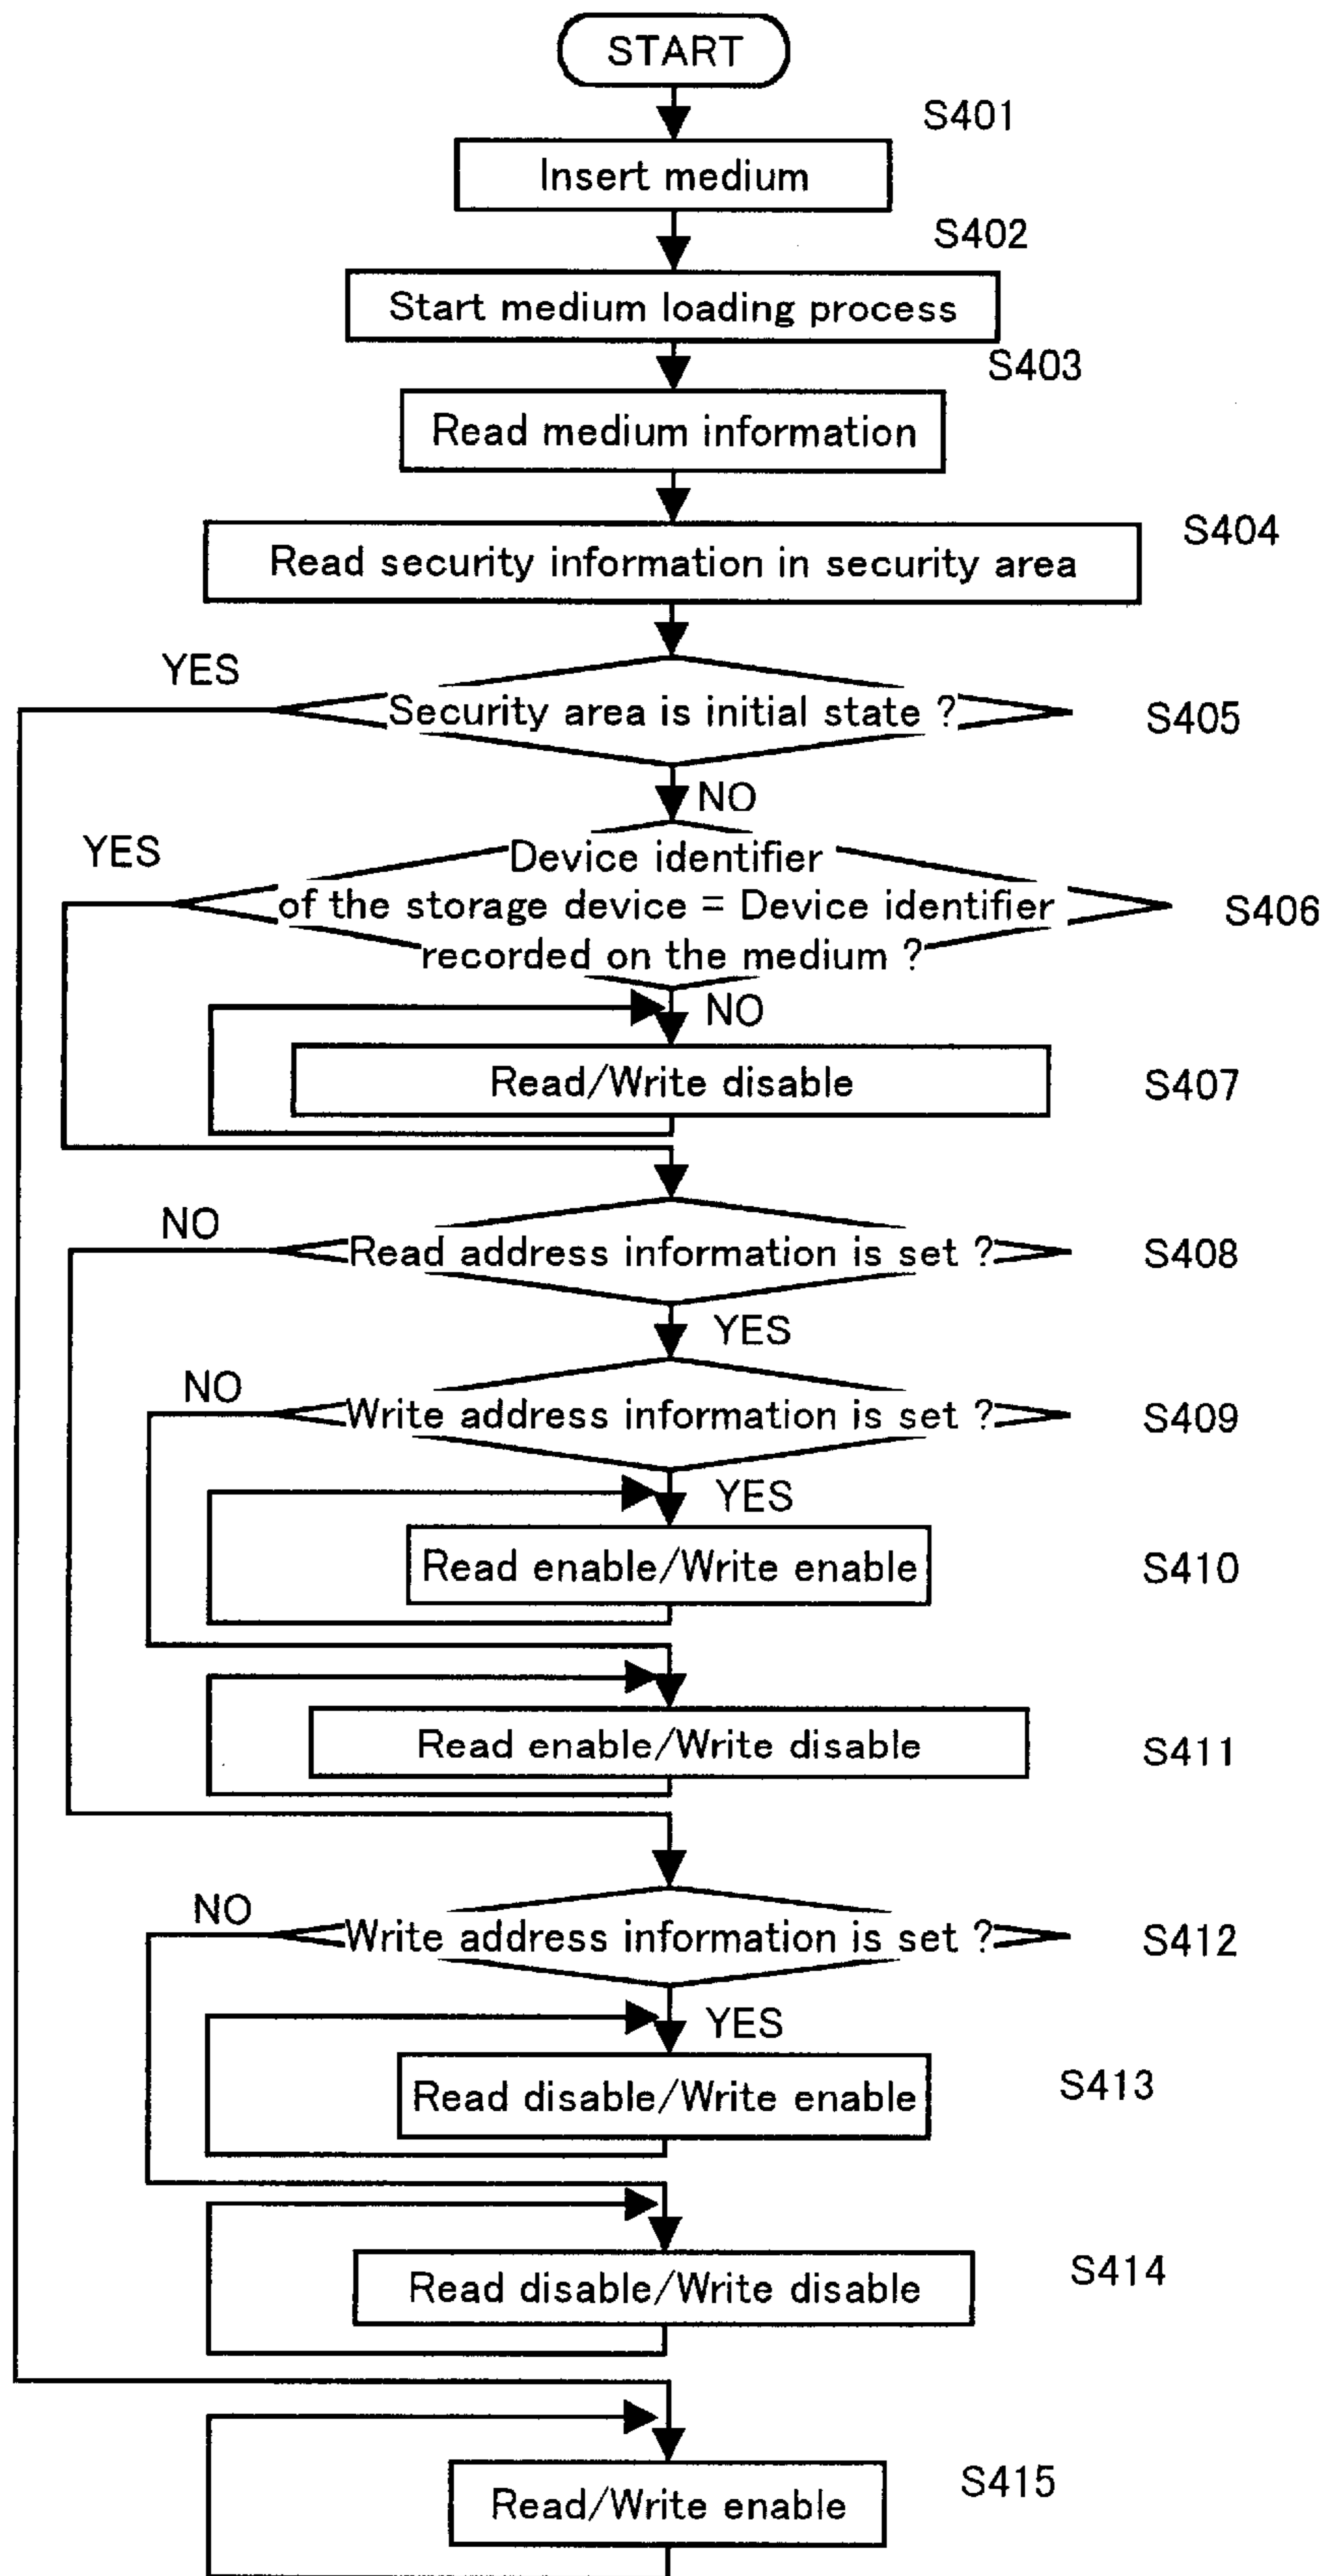 START
S401
Insert medium
S402
Start medium loading process
S403
Read medium information
S404
Read security information in security area
YES
Security area is initial state ?
S405
NO
YES
Device identifier
of the storage device = Device identifier
recorded on the medium ?
S406
NO
Read/Write disable
S407
NO
Read address information is set ?
S408
YES
NO
Write address information is set ?
S409
YES
Read enable/Write enable
S410
Read enable/Write disable
S411
NO
Write address information is set ?
S412
YES
Read disable/Write enable
S413
Read disable/Write disable
S414
Read/Write enable
S415